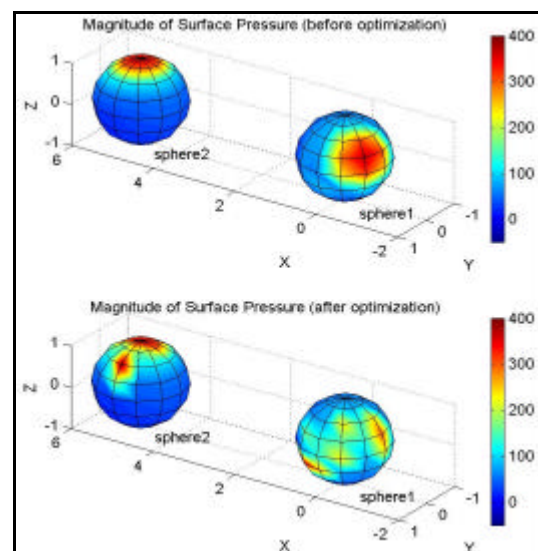 Magnitude of Surface Pressure (before optimization)
400
300
200
100
0
1
0
-1
Z
6
4
2
0
-2
X
1
0
-1
Y
sphere2
sphere1
Magnitude of Surface Pressure (after optimization)
400
300
200
100
0
1
0
-1
Z
6
4
2
0
-2
X
1
0
-1
Y
sphere2
sphere1